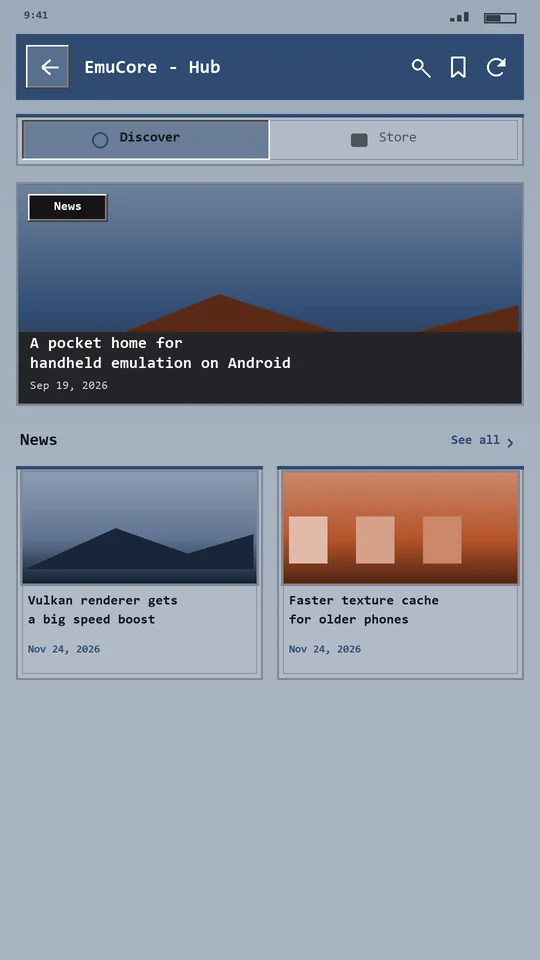 9:41
EmuCore - Hub
Discover
Store
News
A pocket home for
handheld emulation on Android
Sep 19, 2026
News
See all
Vulkan renderer gets
a big speed boost
Nov 24, 2026
Faster texture cache
for older phones
Nov 24, 2026